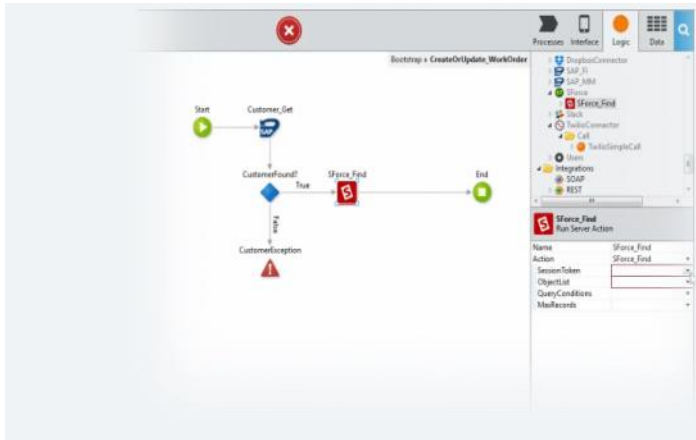 Processes Interface Logic Data
Bootstrap » CreateOrUpdate_WorkOrder
DropboxConnector
SAP_FI
SAP_MM
SForce
SForce_Find
Slack
TwilioConnector
Call
TwilioSimpleCall
Users
Integrations
SOAP
REST
Start
Customer_Get
SAP
CustomerFound?
True
SForce_Find
End
False
CustomerException
SForce_Find
Run Server Action
Name SForce_Find
Action SForce_Find
SessionToken
ObjectList
QueryConditions
MaxRecords